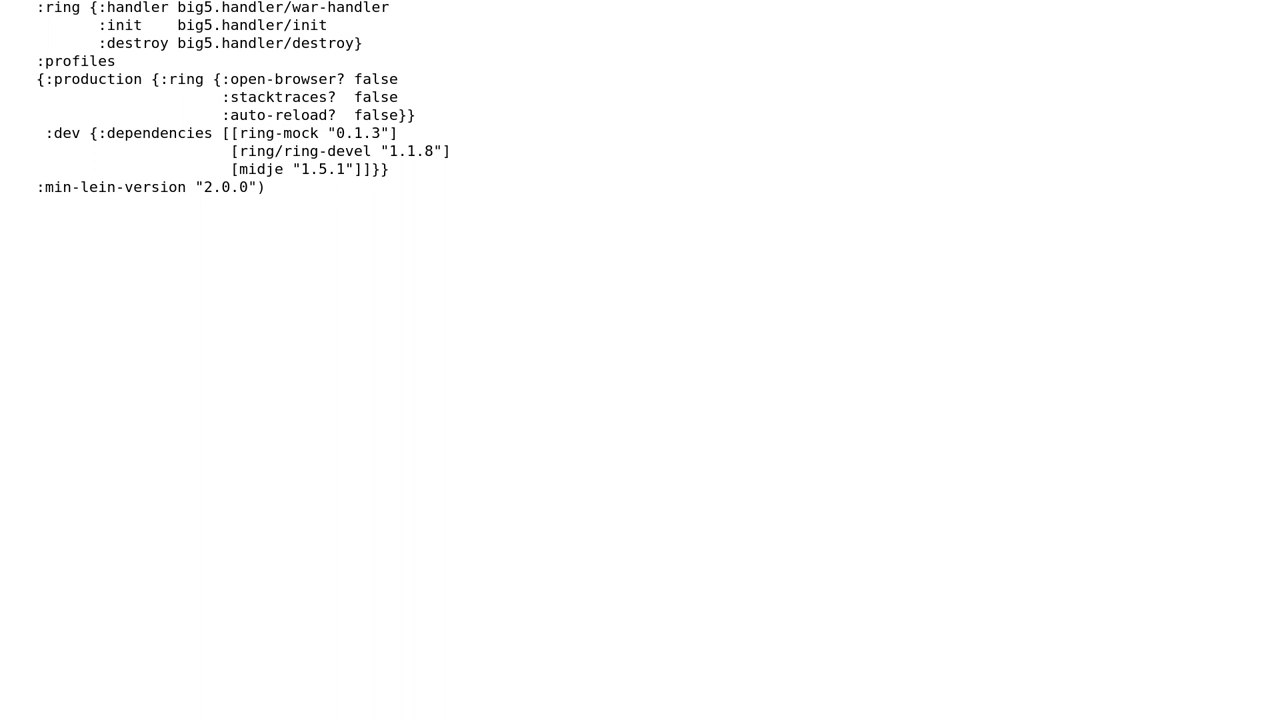 :ring {:handler big5.handler/war-handler
       :init    big5.handler/init
       :destroy big5.handler/destroy}
:profiles
{:production {:ring {:open-browser? false
                     :stacktraces?  false
                     :auto-reload?  false}}
 :dev {:dependencies [[ring-mock "0.1.3"]
                      [ring/ring-devel "1.1.8"]
                      [midje "1.5.1"]]}}
:min-lein-version "2.0.0")